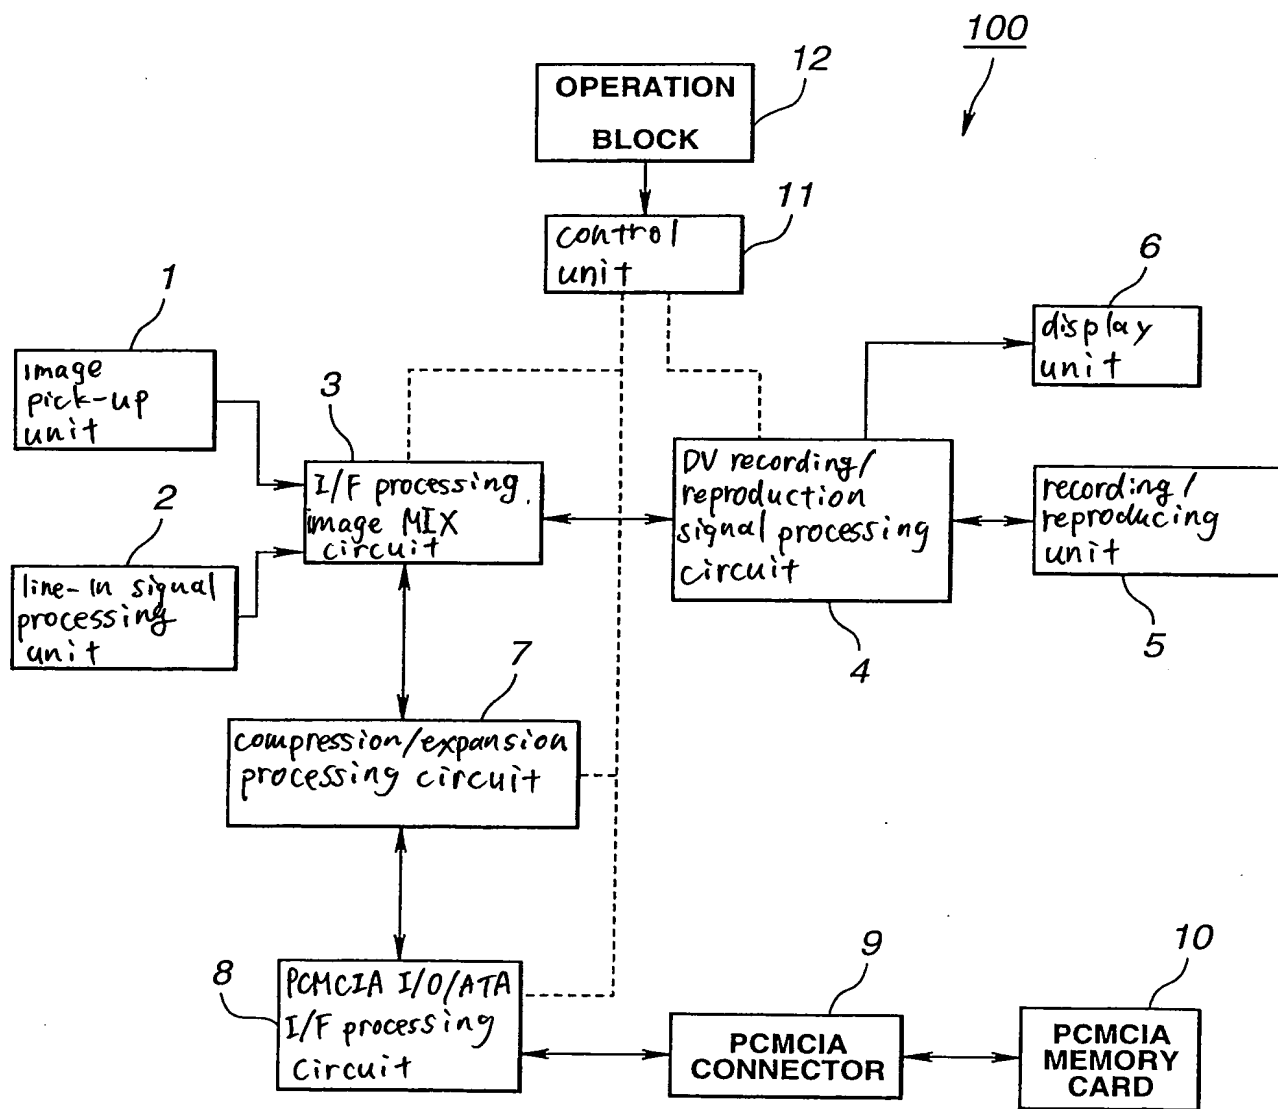 100
12
OPERATION
BLOCK
11
control
unit
6
display
unit
1
image
pick-up
unit
3
I/F processing
image MIX
circuit
DV recording/
reproduction
signal processing
circuit
4
recording/
reproducing
unit
5
2
line-in signal
processing
unit
7
compression/expansion
processing circuit
8
PCMCIA I/O/ATA
I/F processing
circuit
9
PCMCIA
CONNECTOR
10
PCMCIA
MEMORY
CARD